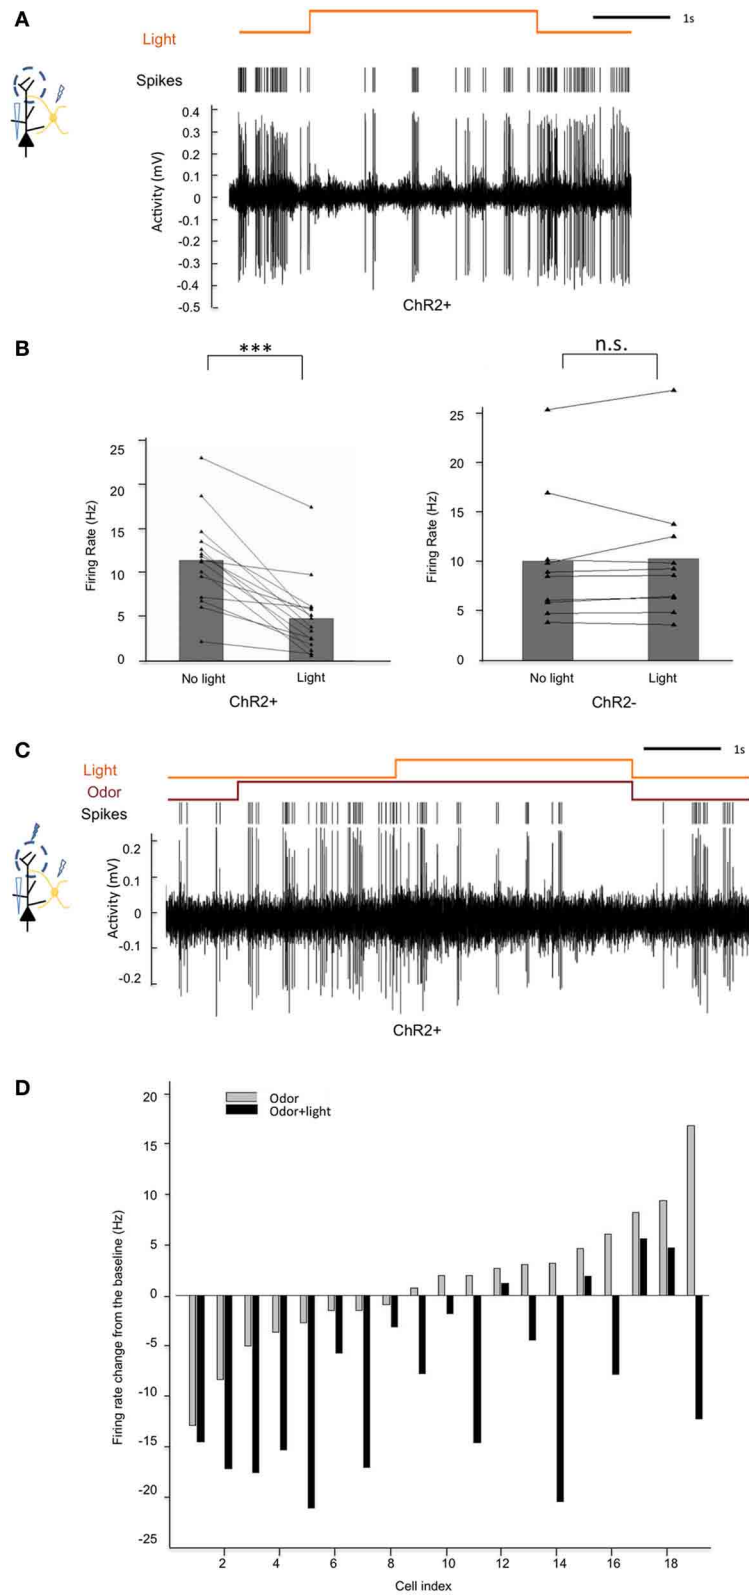 A
Light
1s
Spikes
0.4
0.3
0.2
0.1
0
-0.1
-0.2
-0.3
-0.4
-0.5
Activity (mV)
ChR2+
B
***
n.s.
25
20
15
10
5
0
Firing Rate (Hz)
No light
Light
ChR2+
25
20
15
10
5
0
Firing Rate (Hz)
No light
Light
ChR2-
C
Light
1s
Odor
Spikes
0.2
0.1
0
-0.1
-0.2
Activity (mV)
ChR2+
D
Odor
Odor+light
20
15
10
5
0
-5
-10
-15
-20
-25
Firing rate change from the baseline (Hz)
2 4 6 8 10 12 14 16 18
Cell index